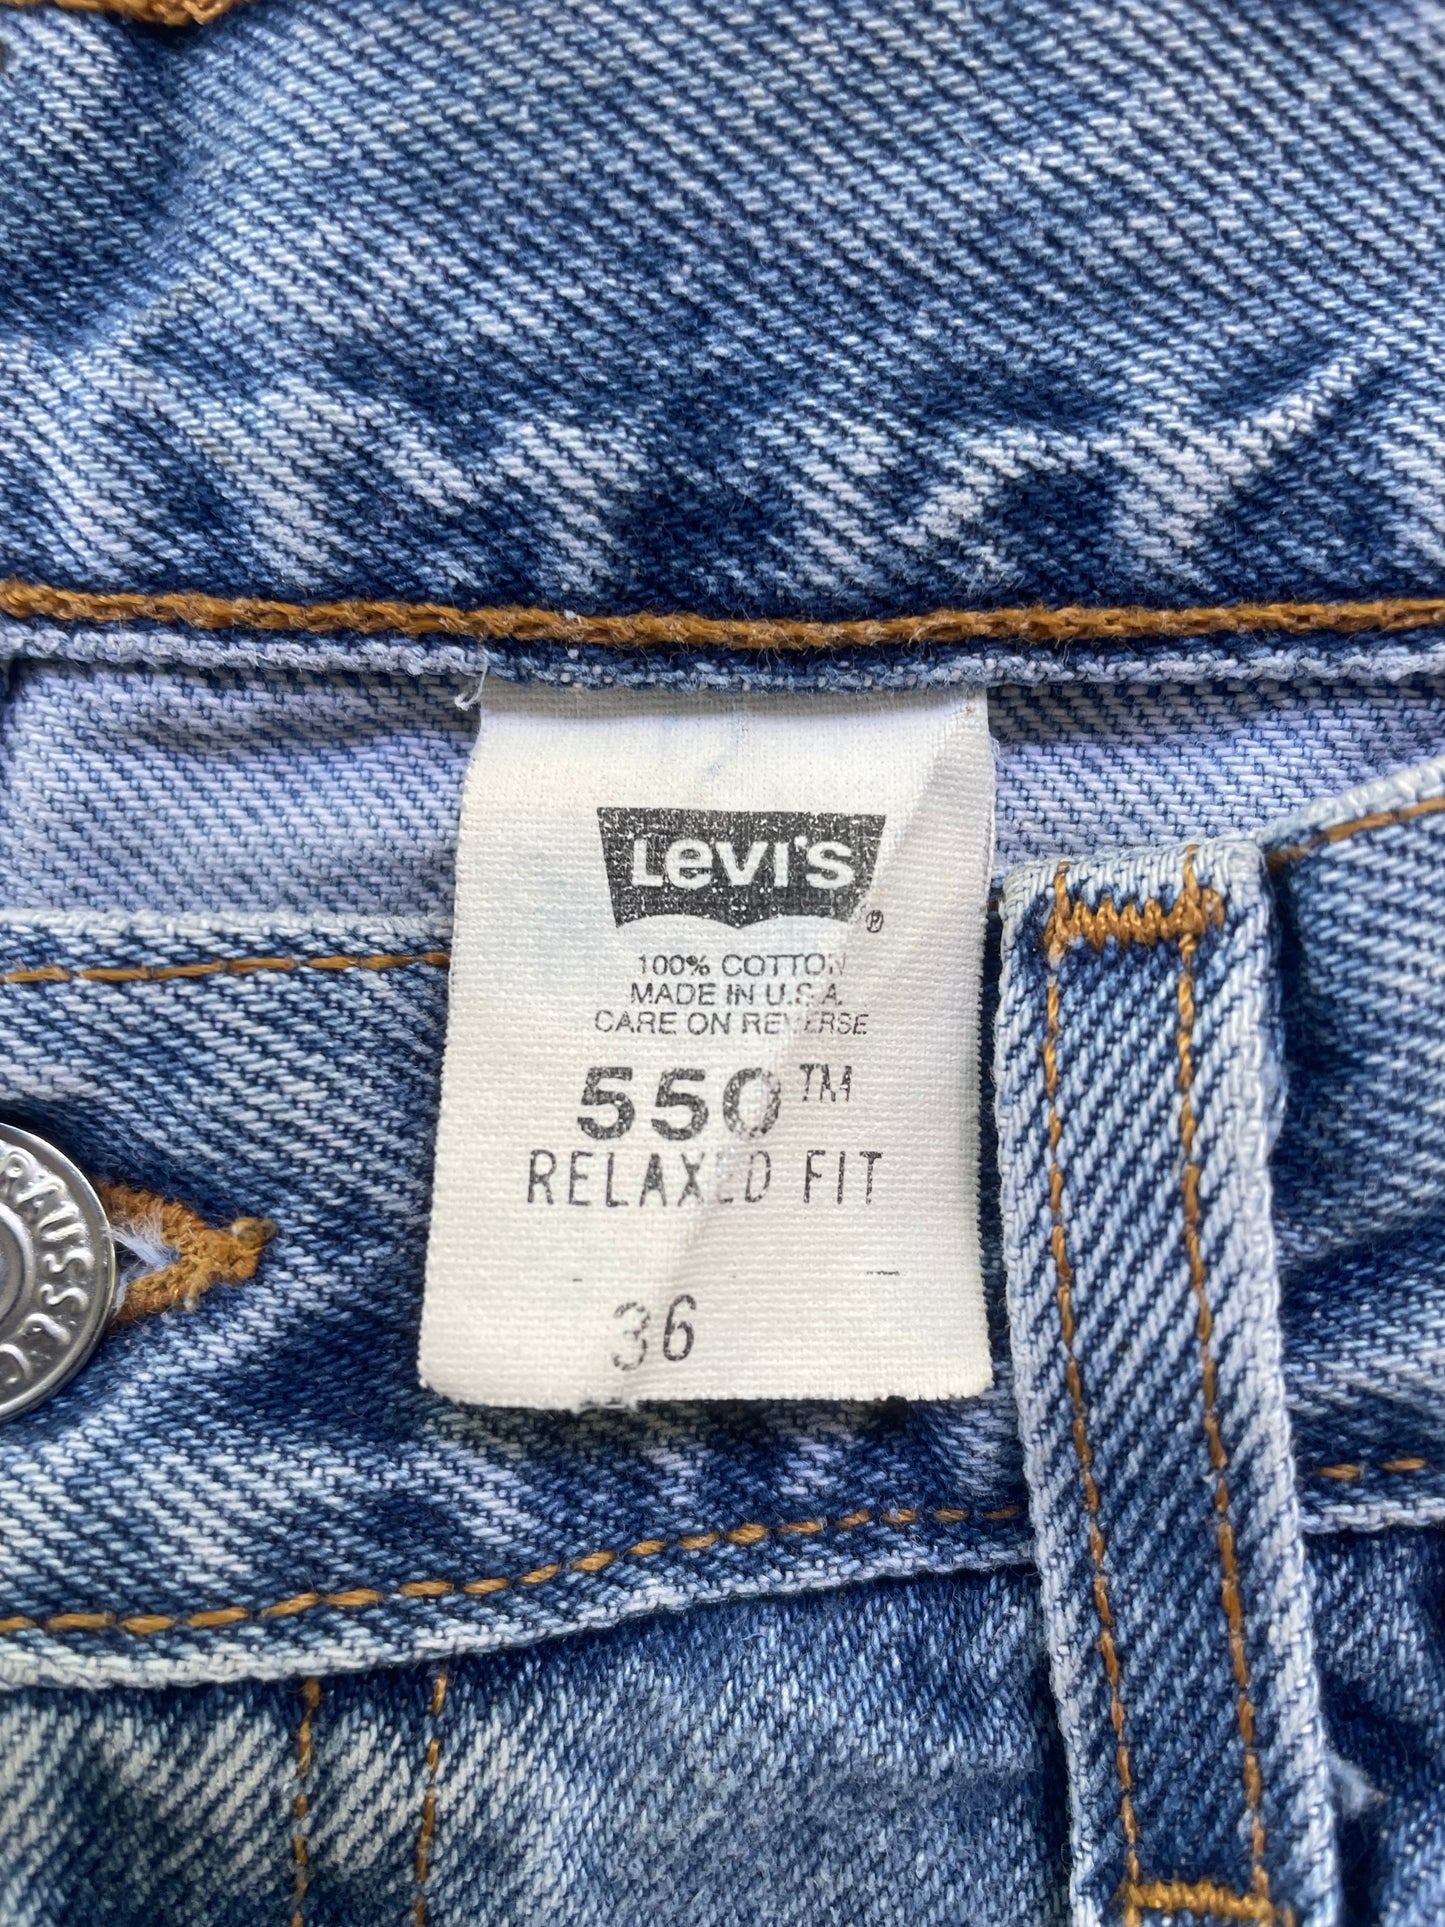 Levi's ®
100% COTTON
MADE IN U.S.A.
CARE ON REVERSE
550™
RELAXED FIT
36